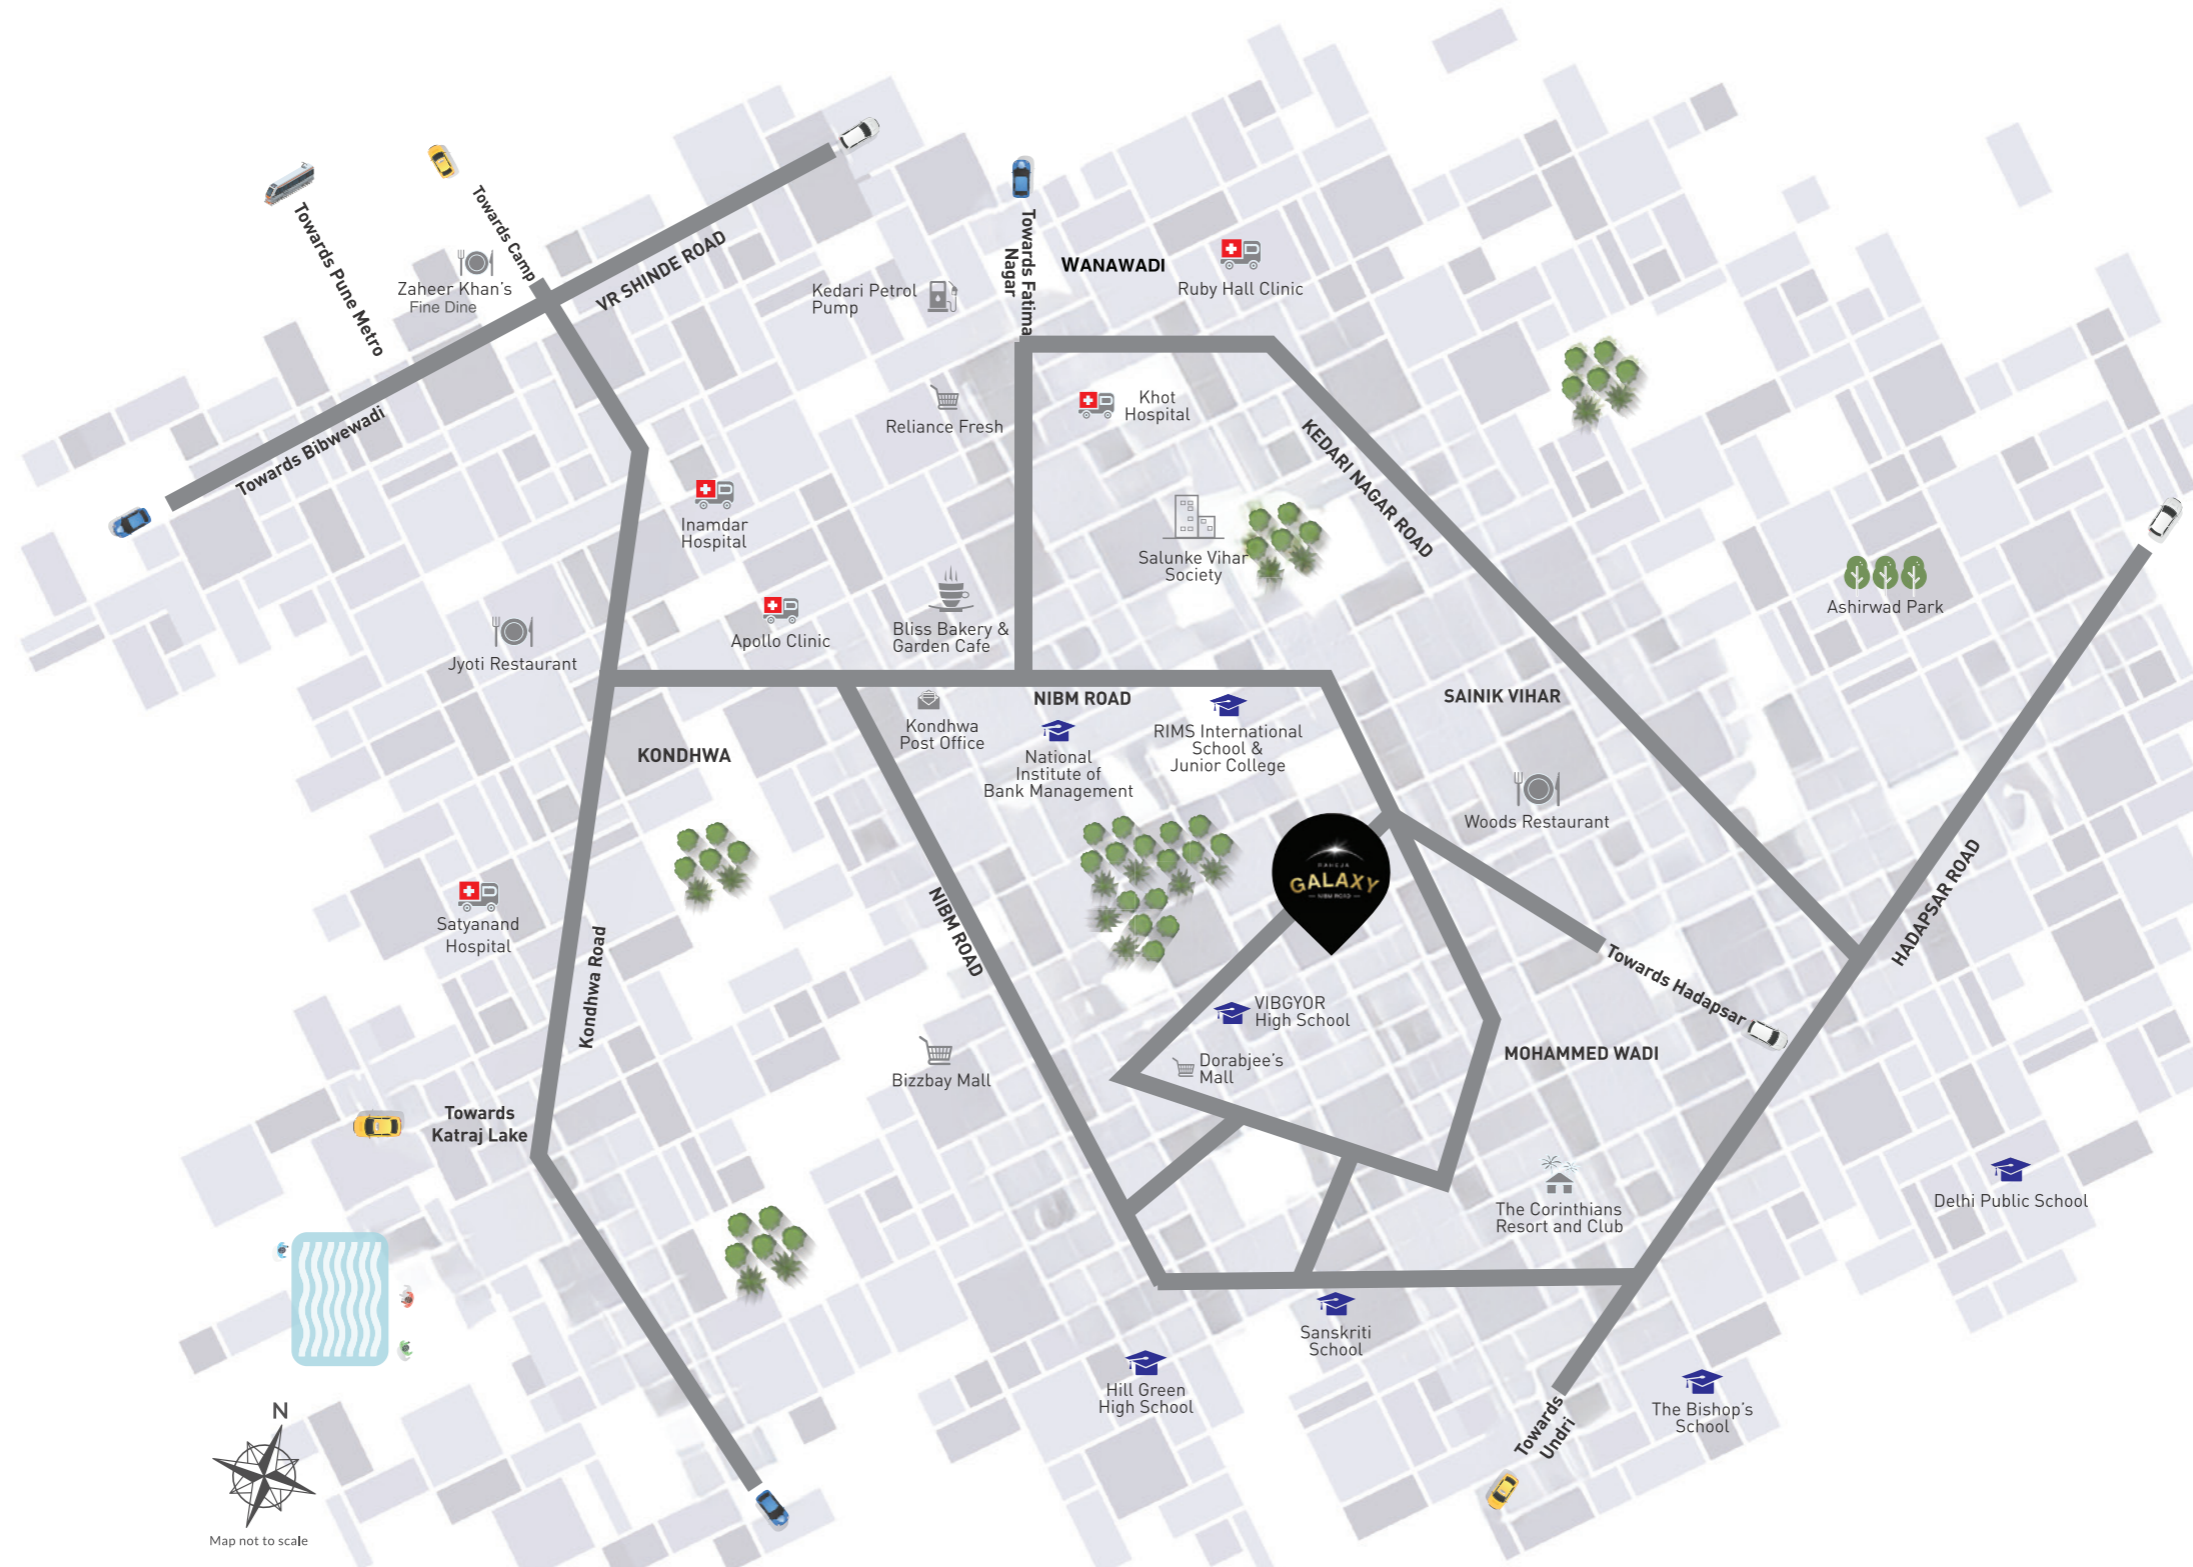 Towards Camp
Towards Pune Metro
Zaheer Khan's
Fine Dine
VR SHINDE ROAD
Towards Bibwewadi
Kedari Petrol
Pump
Towards Fatima
Nagar
WANAWADI
Ruby Hall Clinic
Reliance Fresh
Khot
Hospital
KEDARI NAGAR ROAD
Inamdar
Hospital
Salunke Vihar
Society
Ashirwad Park
Jyoti Restaurant
Apollo Clinic
Bliss Bakery &
Garden Cafe
NIBM ROAD
SAINIK VIHAR
Kondhwa
Post Office
National
Institute of
Bank Management
RIMS International
School &
Junior College
KONDHWA
Woods Restaurant
RAHEJA
GALAXY
NIBM ROAD
HADAPSAR ROAD
Satyanand
Hospital
Kondhwa Road
NIBM ROAD
Towards Hadapsar
VIBGYOR
High School
Dorabjee's
Mall
MOHAMMED WADI
Bizzbay Mall
Towards
Katraj Lake
The Corinthians
Resort and Club
Delhi Public School
Sanskriti
School
Hill Green
High School
The Bishop's
School
Towards
Undri
N
Map not to scale